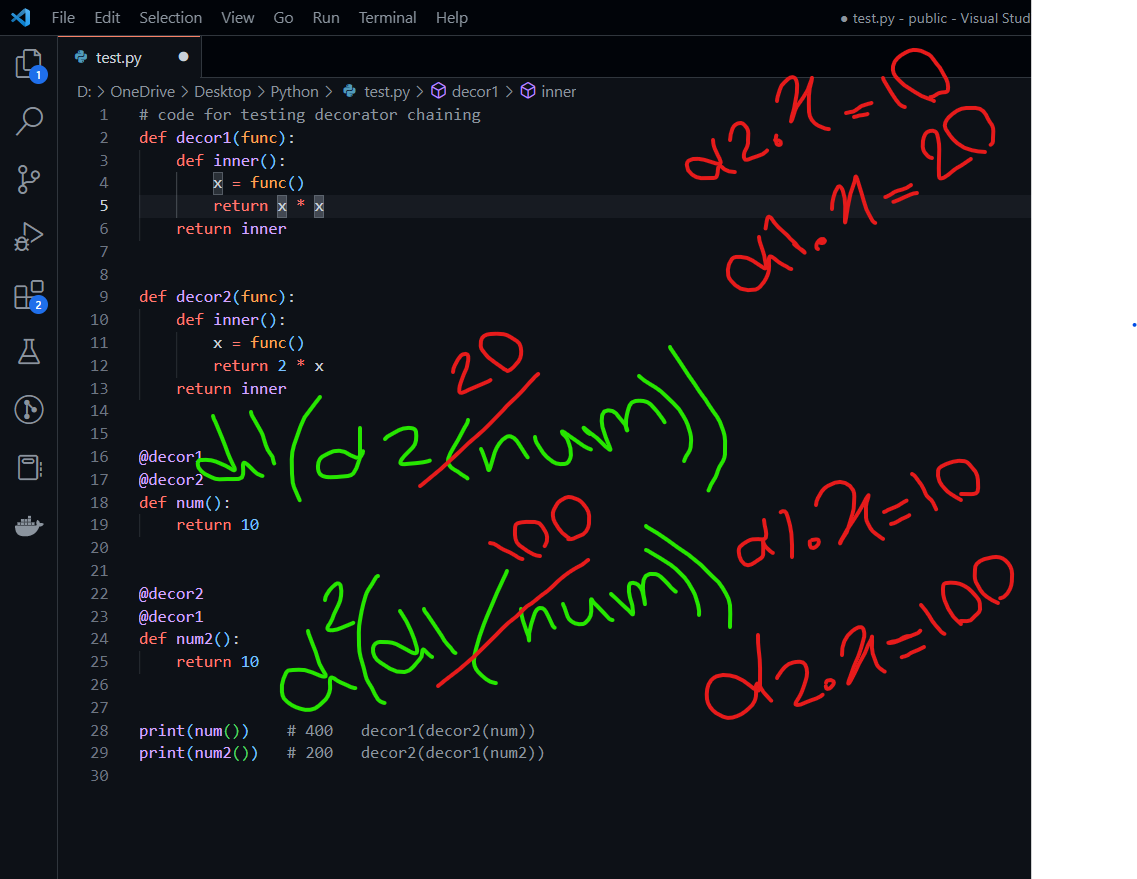 File Edit Selection View Go Run Terminal Help ● test.py - public - Visual Stud
test.py ●
D: > OneDrive > Desktop > Python > test.py > decor1 > inner
1 # code for testing decorator chaining
2 def decor1(func):
3 def inner():
4 x = func()
5 return x * x
6 return inner
7
8
9 def decor2(func):
10 def inner():
11 x = func()
12 return 2 * x
13 return inner
14
15
16 @decor1
17 @decor2
18 def num():
19 return 10
20
21
22 @decor2
23 @decor1
24 def num2():
25 return 10
26
27
28 print(num()) # 400 decor1(decor2(num))
29 print(num2()) # 200 decor2(decor1(num2))
30
1
2
d2.x=10
d1.x=20
20
d1(d2(num))
d1.x=10
100
d2(d1(num))
d2.x=100